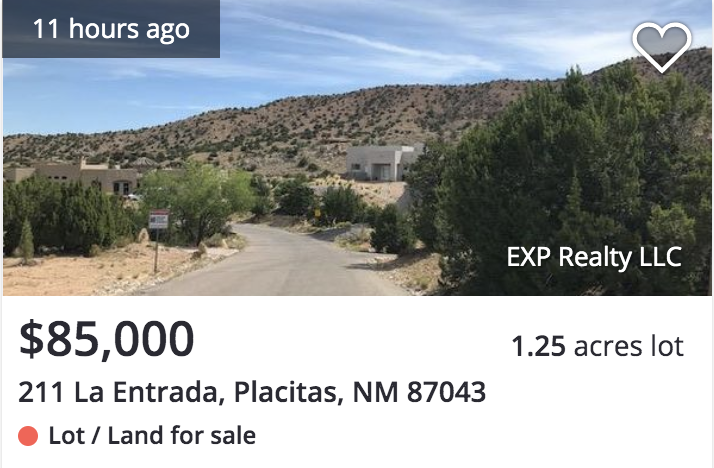 11 hours ago
EXP Realty LLC
$85,000
1.25 acres lot
211 La Entrada, Placitas, NM 87043
Lot / Land for sale